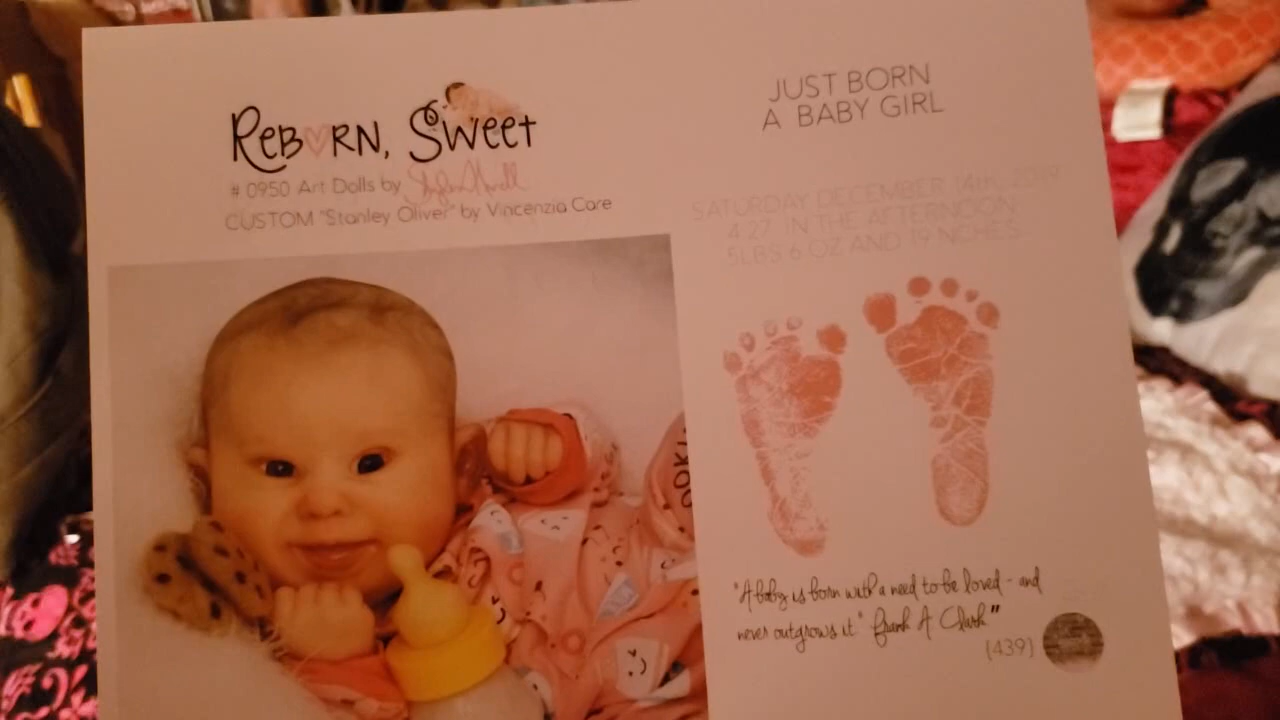 REBORN, SWEET
# 0950 Art Dolls by
CUSTOM "Stanley Oliver" by Vincenzia Care
JUST BORN
A BABY GIRL
SATURDAY DECEMBER 14th, 2019
4:27 IN THE AFTERNOON
5LBS 6 OZ AND 19 NCHES
"A baby is born with a need to be loved - and
never outgrows it" Frank A Clark"
(439)
OOKI